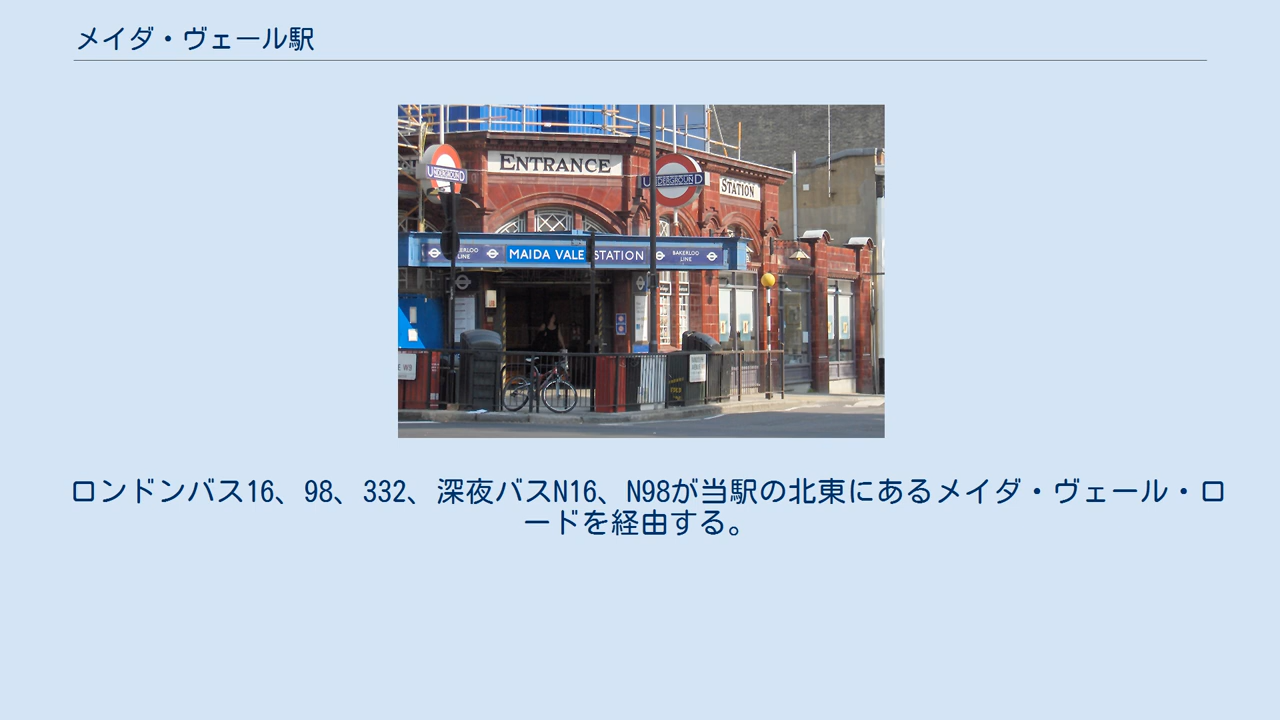 メイダ・ヴェール駅
ENTRANCE
UNDERGROUND
UNDERGROUND
STATION
BAKERLOO LINE
MAIDA VALE STATION
BAKERLOO LINE
ロンドンバス16、98、332、深夜バスN16、N98が当駅の北東にあるメイダ・ヴェール・ロ
ードを経由する。